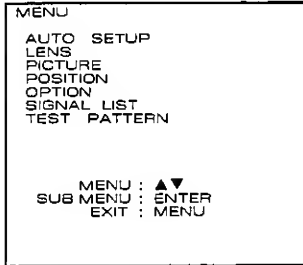 MENU
AUTO SETUP
LENS
PICTURE
POSITION
OPTION
SIGNAL LIST
TEST PATTERN
MENU : ▲▼
SUB MENU : ENTER
EXIT : MENU